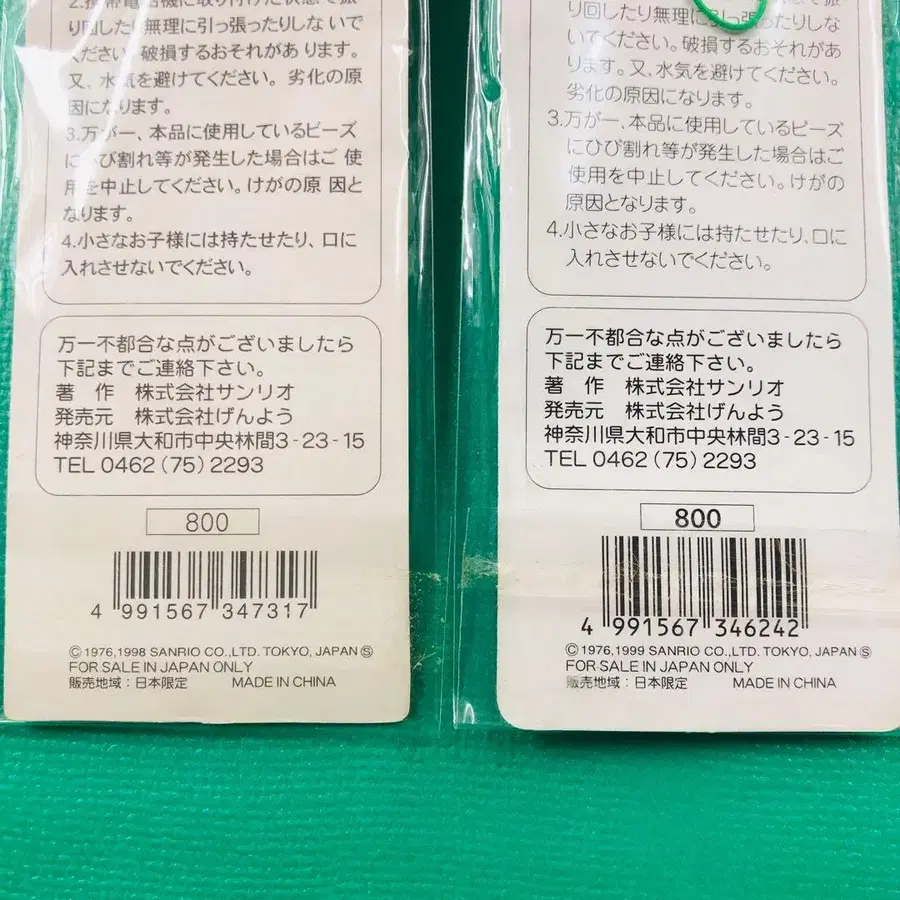 2.携帯電話機に取り付けた状態で振
り回したり無理に引っ張ったりしな いで
ください。破損するおそれがあ ります。
又、水気を避けてください。 劣化の原
因になります。
3.万が一、本品に使用しているビーズ
にひび割れ等が発生した場合はご 使
用を中止してください。けがの原 因と
なります。
4.小さなお子様には持たせたり、口に
入れさせないでください。
万一不都合な点がございましたら
下記までご連絡下さい。
著 作 株式会社サンリオ
発売元 株式会社げんよう
神奈川県大和市中央林間3-23-15
TEL 0462(75)2293
800
4 991567 347317
©1976,1998 SANRIO CO.,LTD. TOKYO, JAPAN Ⓢ
FOR SALE IN JAPAN ONLY
販売地域:日本限定 MADE IN CHINA
り回したり無理に引っ張ったりしな
いでください。破損するおそれがあ
ります。又、水気を避けてください。
劣化の原因になります。
3.万が一、本品に使用しているビーズ
にひび割れ等が発生した場合はご
使用を中止してください。けがの
原因となります。
4.小さなお子様には持たせたり、口に
入れさせないでください。
万一不都合な点がございましたら
下記までご連絡下さい。
著 作 株式会社サンリオ
発売元 株式会社げんよう
神奈川県大和市中央林間3-23-15
TEL 0462(75)2293
800
4 991567 346242
©1976,1999 SANRIO CO.,LTD. TOKYO, JAPAN Ⓢ
FOR SALE IN JAPAN ONLY
販売地域:日本限定 MADE IN CHINA